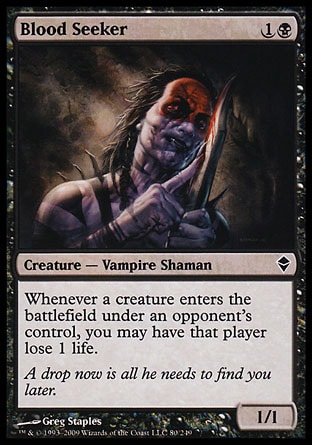 Blood Seeker 1
Creature — Vampire Shaman
Whenever a creature enters the
battlefield under an opponent's
control, you may have that player
lose 1 life.
A drop now is all he needs to find you
later.
Greg Staples
™ & © 1993–2009 Wizards of the Coast LLC 80/249
1/1